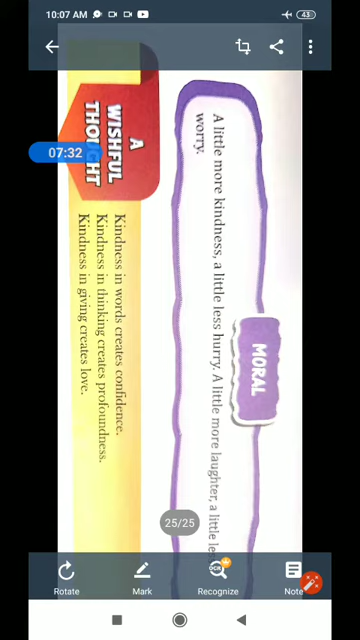 10:07 AM
43
MORAL
A little more kindness, a little less hurry. A little more laughter, a little
worry.
A
WISHFUL
THOUGHT
Kindness in words creates confidence.
Kindness in thinking creates profoundness.
Kindness in giving creates love.
07:32
25/25
Rotate
Mark
OCR
Recognize
Note